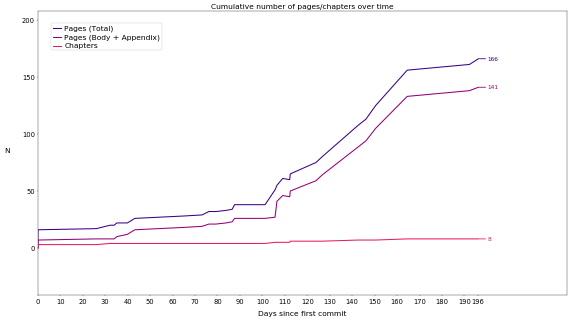 Cumulative number of pages/chapters over time
200
Pages (Total)
Pages (Body + Appendix)
Chapters
166
150
141
100
N
50
8
0
0 10 20 30 40 50 60 70 80 90 100 110 120 130 140 150 160 170 180 190 196
Days since first commit